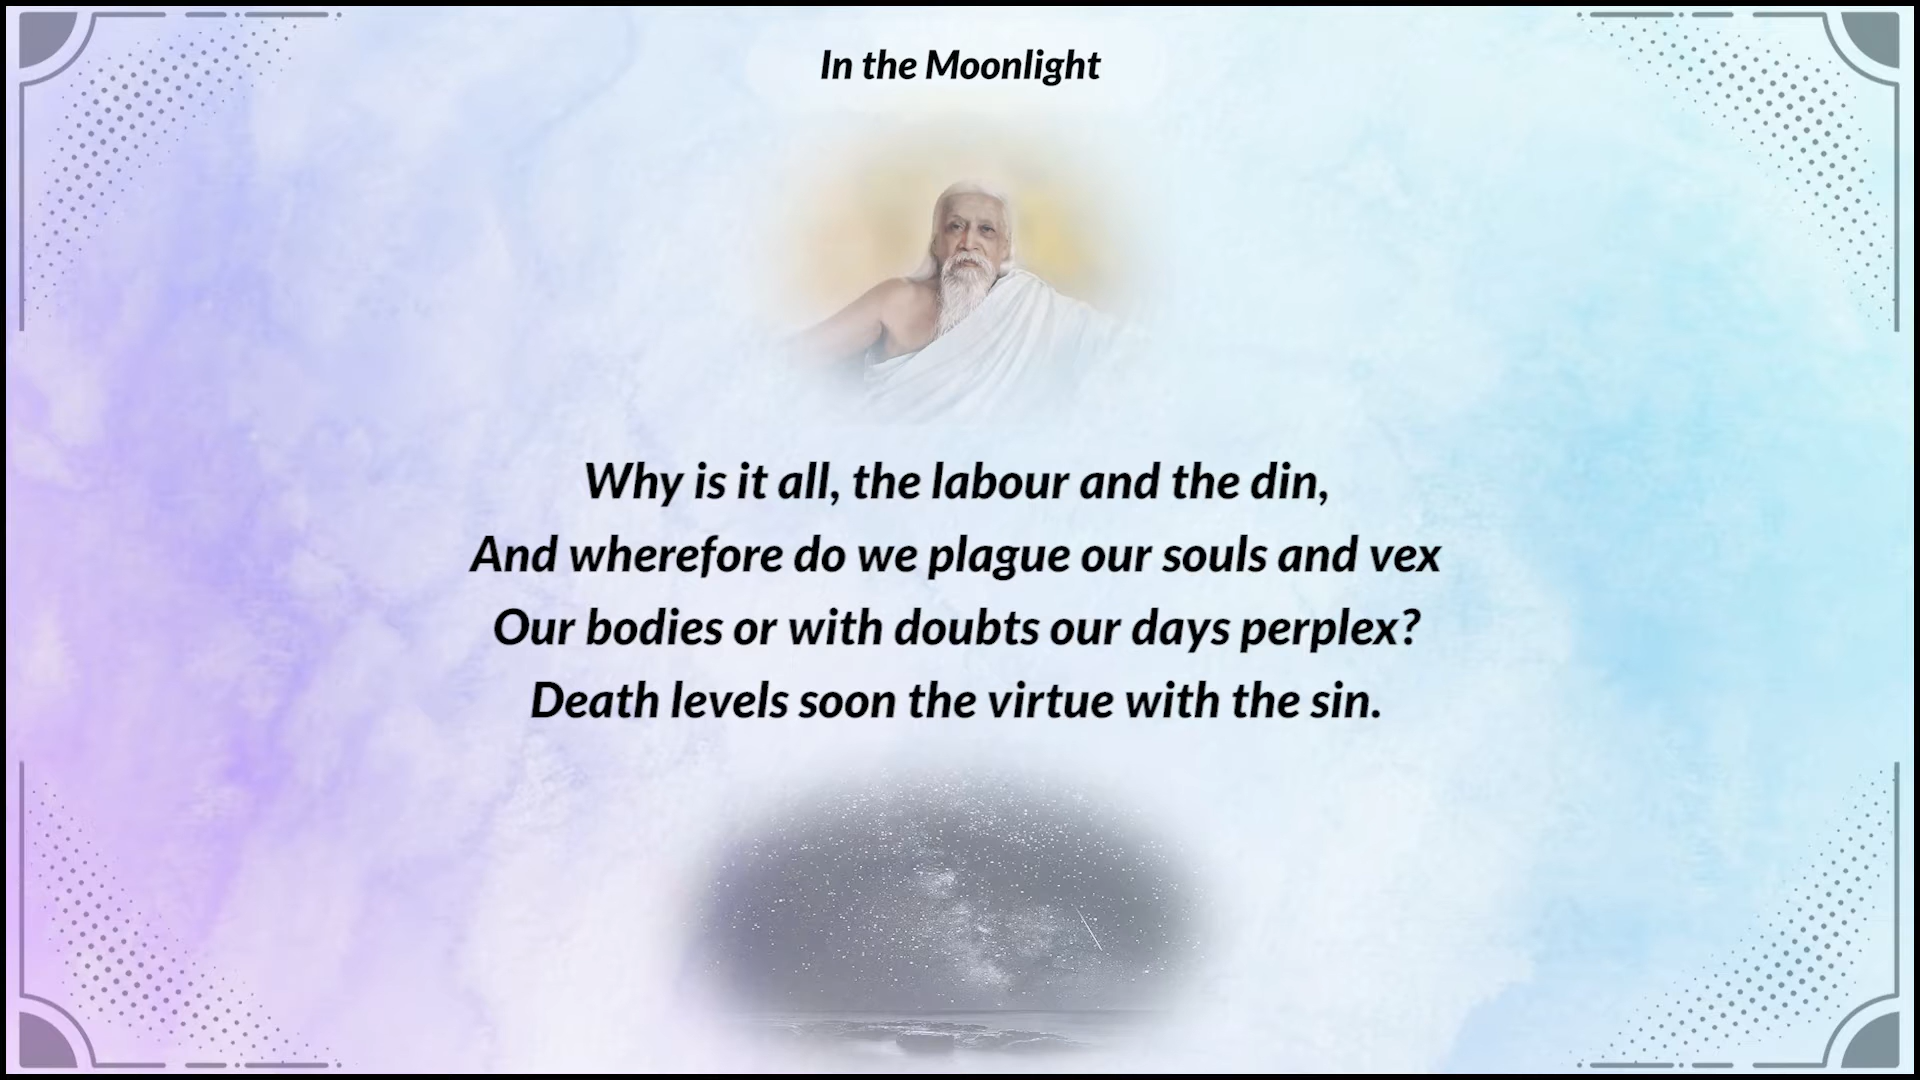 In the Moonlight
Why is it all, the labour and the din,
And wherefore do we plague our souls and vex
Our bodies or with doubts our days perplex?
Death levels soon the virtue with the sin.